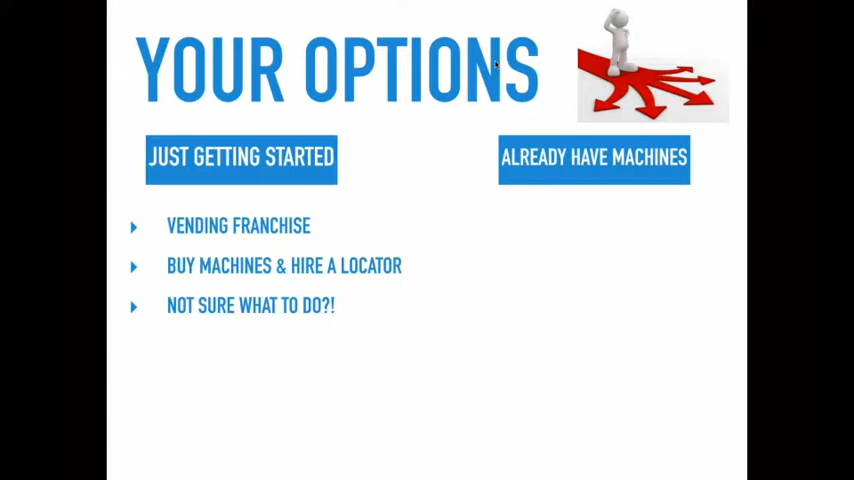 YOUR OPTIONS
JUST GETTING STARTED
ALREADY HAVE MACHINES
VENDING FRANCHISE
BUY MACHINES & HIRE A LOCATOR
NOT SURE WHAT TO DO?!